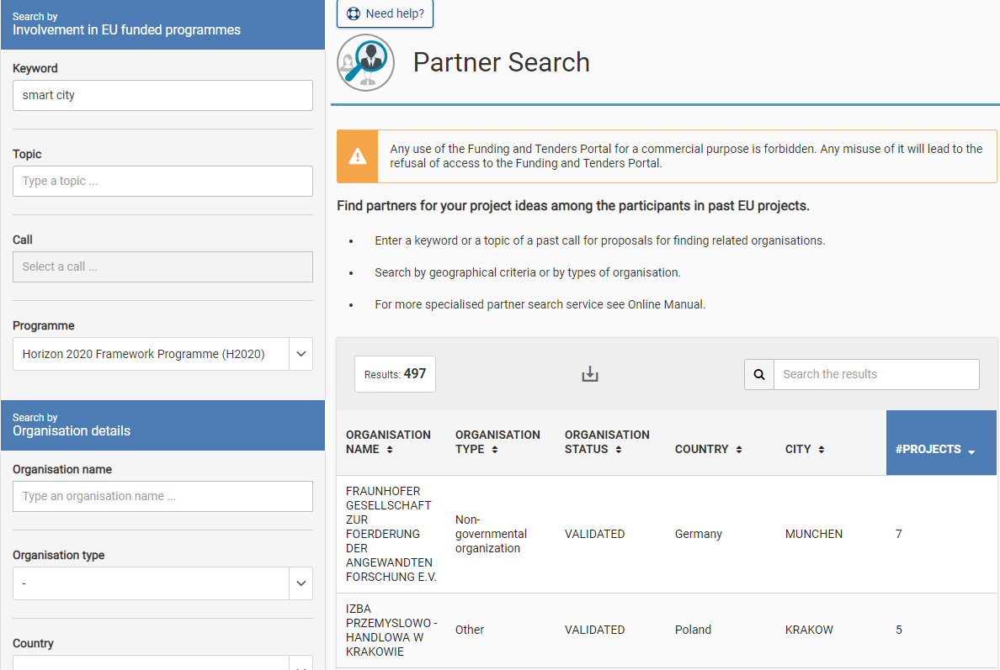 Search by
Involvement in EU funded programmes
Keyword
smart city
Topic
Type a topic ...
Call
Select a call ...
Programme
Horizon 2020 Framework Programme (H2020)
Search by
Organisation details
Organisation name
Type an organisation name ...
Organisation type
-
Country
Need help?
Partner Search
Any use of the Funding and Tenders Portal for a commercial purpose is forbidden. Any misuse of it will lead to the
refusal of access to the Funding and Tenders Portal.
Find partners for your project ideas among the participants in past EU projects.
• Enter a keyword or a topic of a past call for proposals for finding related organisations.
• Search by geographical criteria or by types of organisation.
• For more specialised partner search service see Online Manual.
Results: 497
Search the results
ORGANISATION
NAME
ORGANISATION
TYPE
ORGANISATION
STATUS
COUNTRY
CITY
#PROJECTS
FRAUNHOFER
GESELLSCHAFT
ZUR
FOERDERUNG
DER
ANGEWANDTEN
FORSCHUNG E.V.
Non-
governmental
organization
VALIDATED
Germany
MUNCHEN
7
IZBA
PRZEMYSLOWO -
HANDLOWA W
KRAKOWIE
Other
VALIDATED
Poland
KRAKOW
5